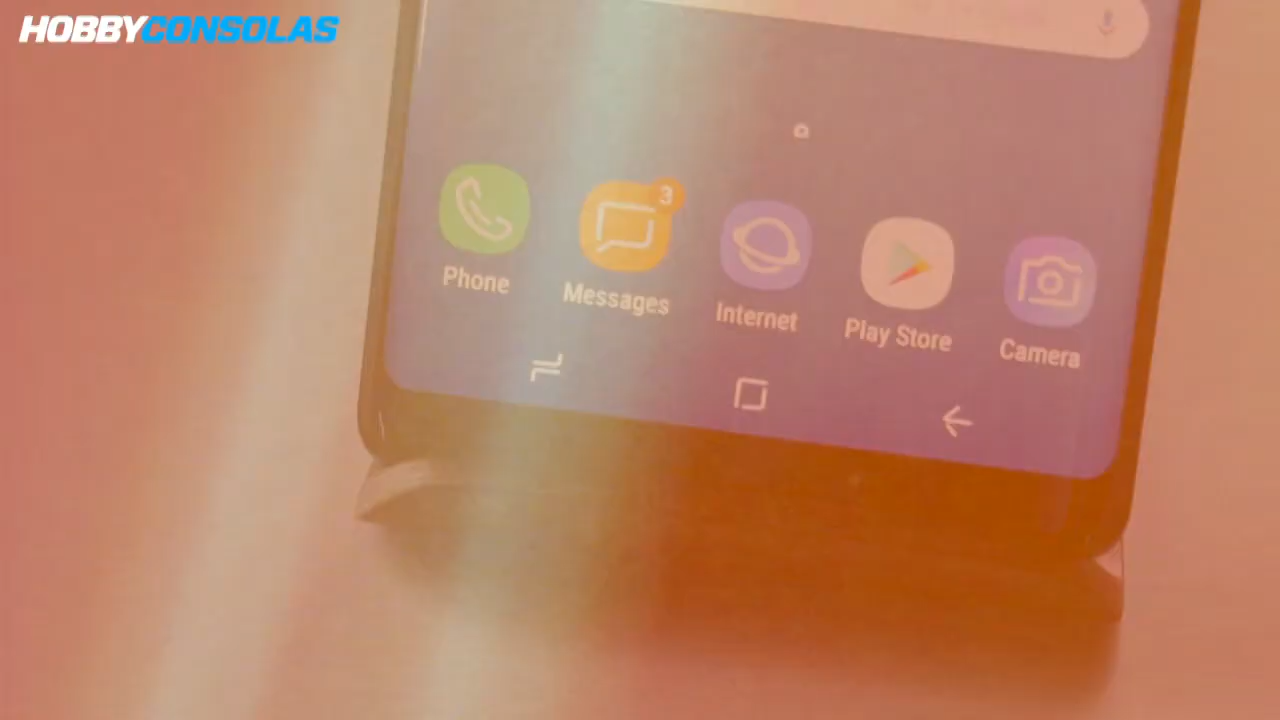 HOBBYCONSOLAS
3
Phone
Messages
Internet
Play Store
Camera